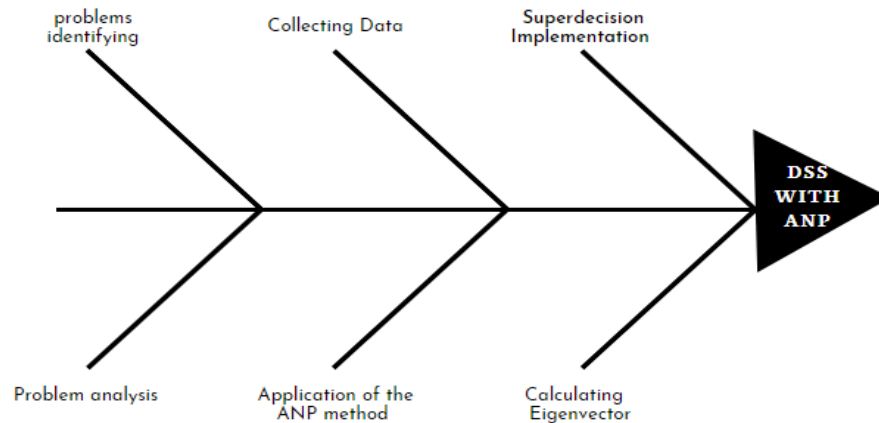 problems
identifying
Collecting Data
Superdecision
Implementation
DSS
WITH
ANP
Problem analysis
Application of the
ANP method
Calculating
Eigenvector